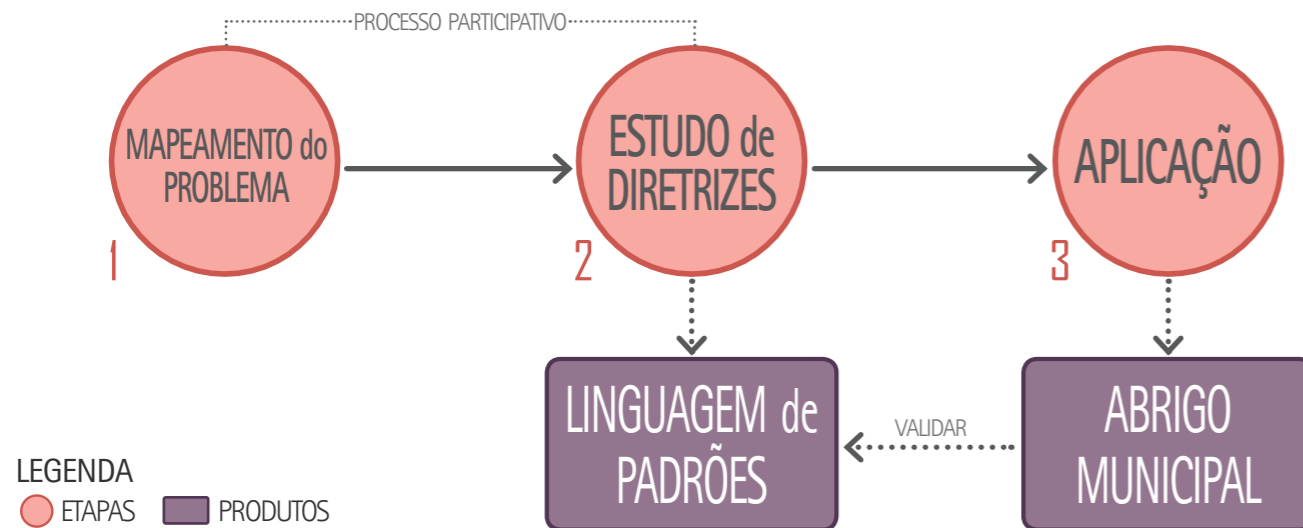 PROCESSO PARTICIPATIVO
MAPEAMENTO do
PROBLEMA
1
ESTUDO de
DIRETRIZES
2
APLICAÇÃO
3
LINGUAGEM de
PADRÕES
VALIDAR
ABRIGO
MUNICIPAL
LEGENDA
ETAPAS
PRODUTOS